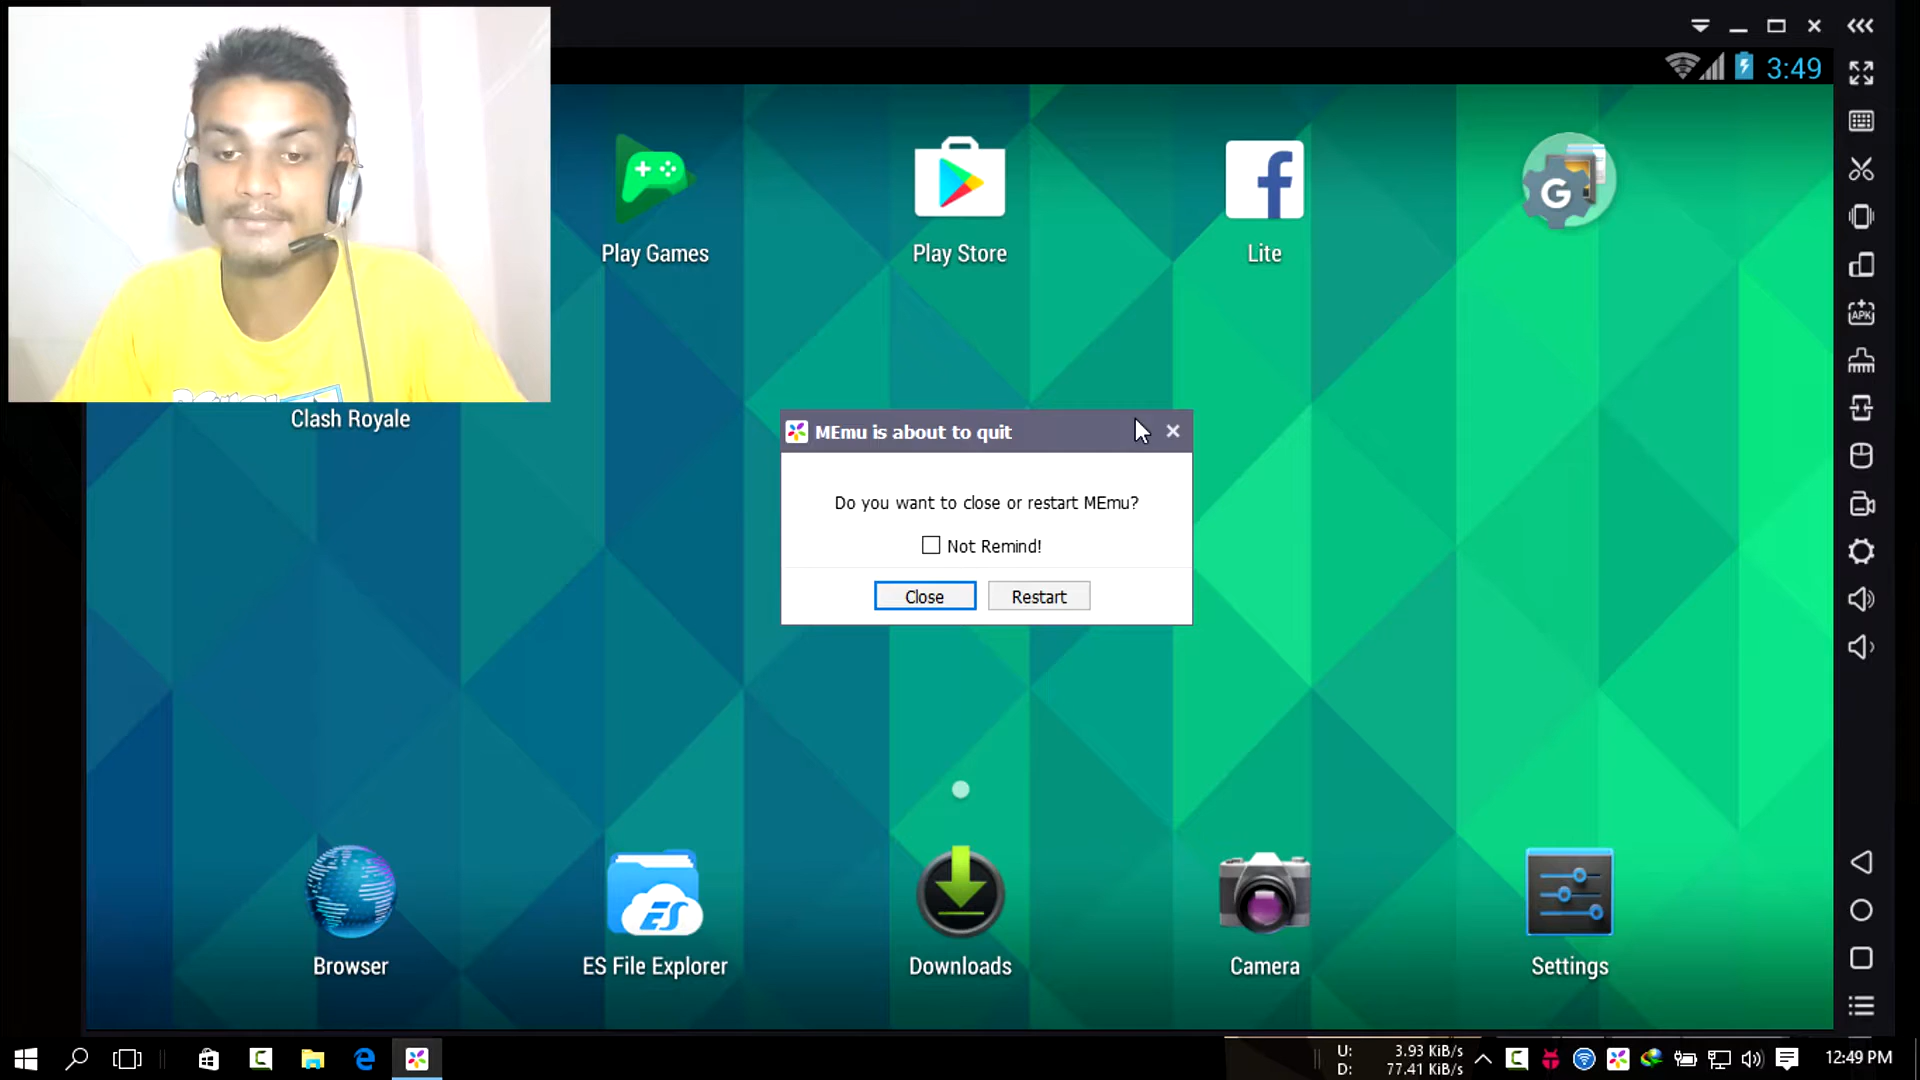 3:49
Play Games
Play Store
Lite
G
Clash Royale
MEmu is about to quit
Do you want to close or restart MEmu?
Not Remind!
Close
Restart
APK
ES
Browser
ES File Explorer
Downloads
Camera
Settings
U: 3.93 KiB/s
D: 77.41 KiB/s
12:49 PM